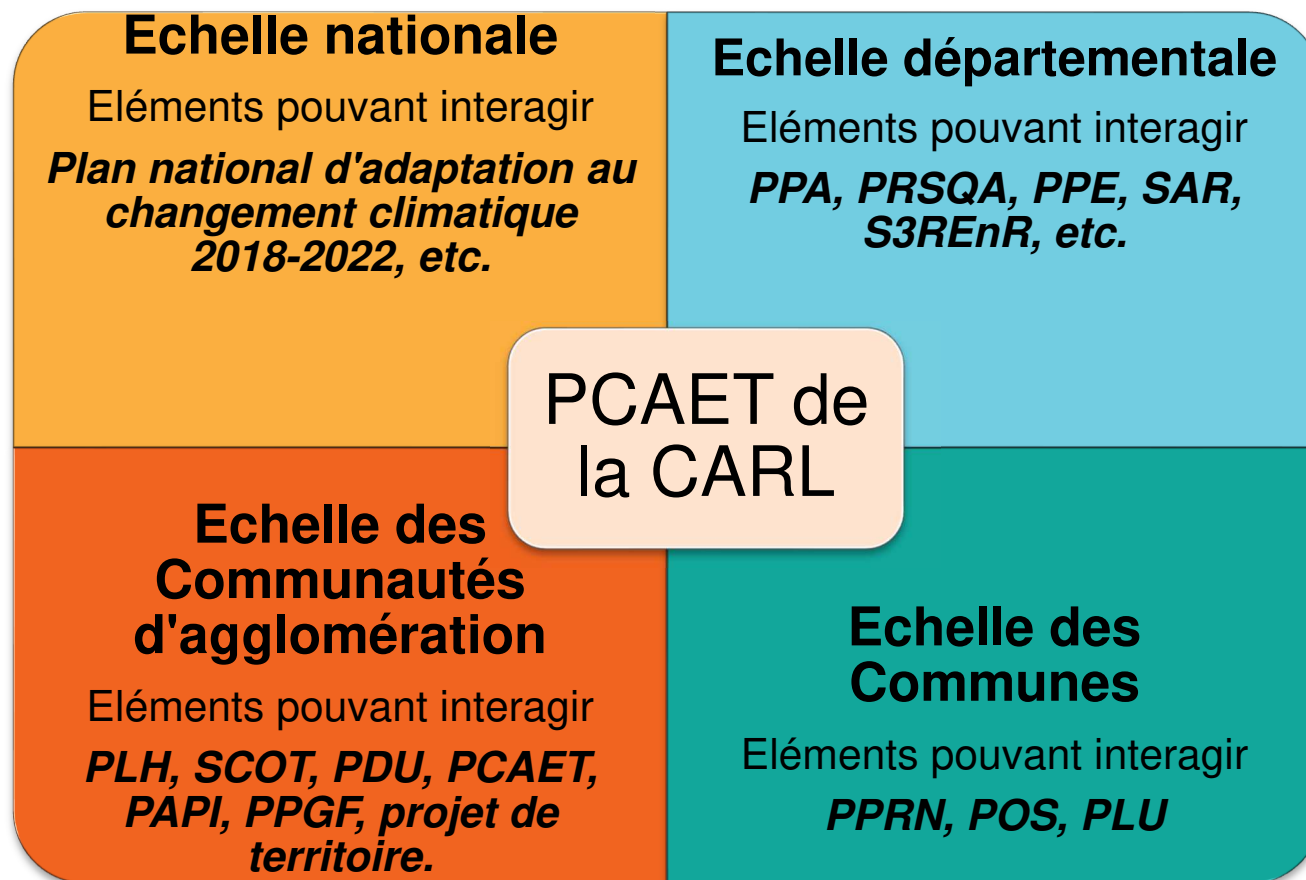 Echelle nationale
Eléments pouvant interagir
Plan national d'adaptation au
changement climatique
2018-2022, etc.
Echelle départementale
Eléments pouvant interagir
PPA, PRSQA, PPE, SAR,
S3REnR, etc.
PCAET de
la CARL
Echelle des
Communautés
d'agglomération
Eléments pouvant interagir
PLH, SCOT, PDU, PCAET,
PAPI, PPGF, projet de
territoire.
Echelle des
Communes
Eléments pouvant interagir
PPRN, POS, PLU